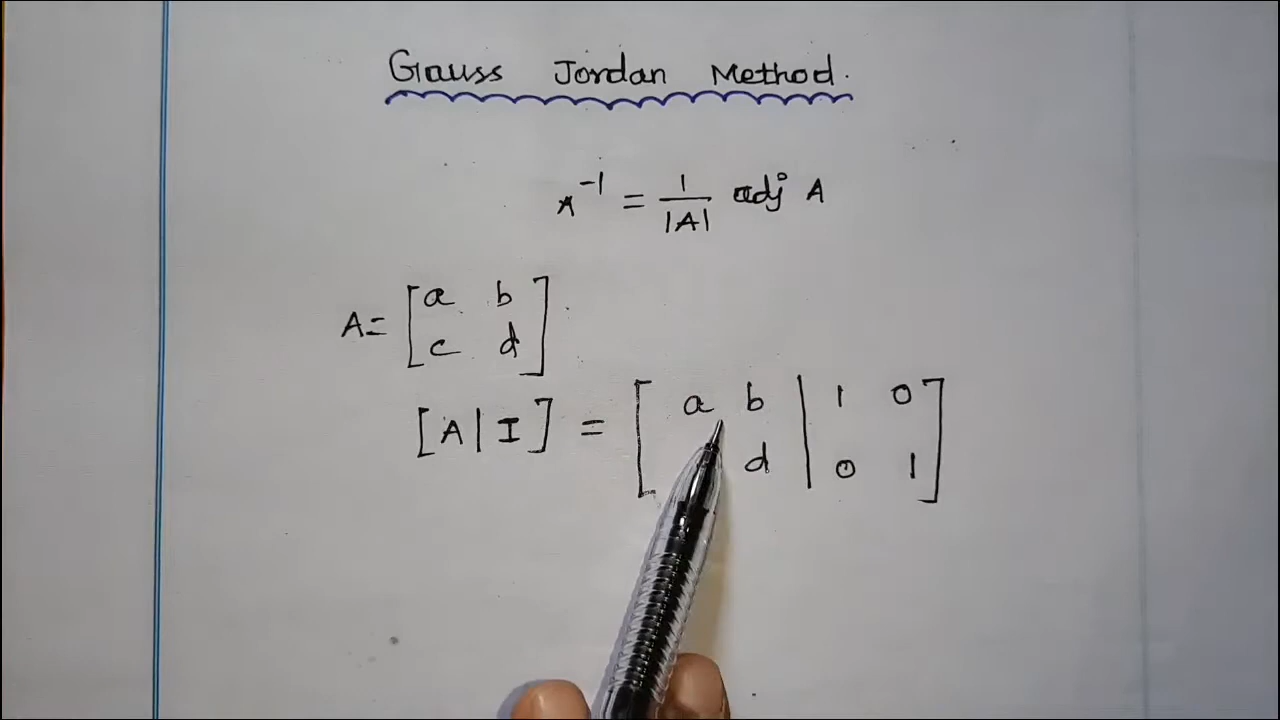 Gauss Jordan Method.
A⁻¹ = 1/|A| adj A
A = [a b
c d]
[A | I] = [a b | 1 0
d | 0 1]